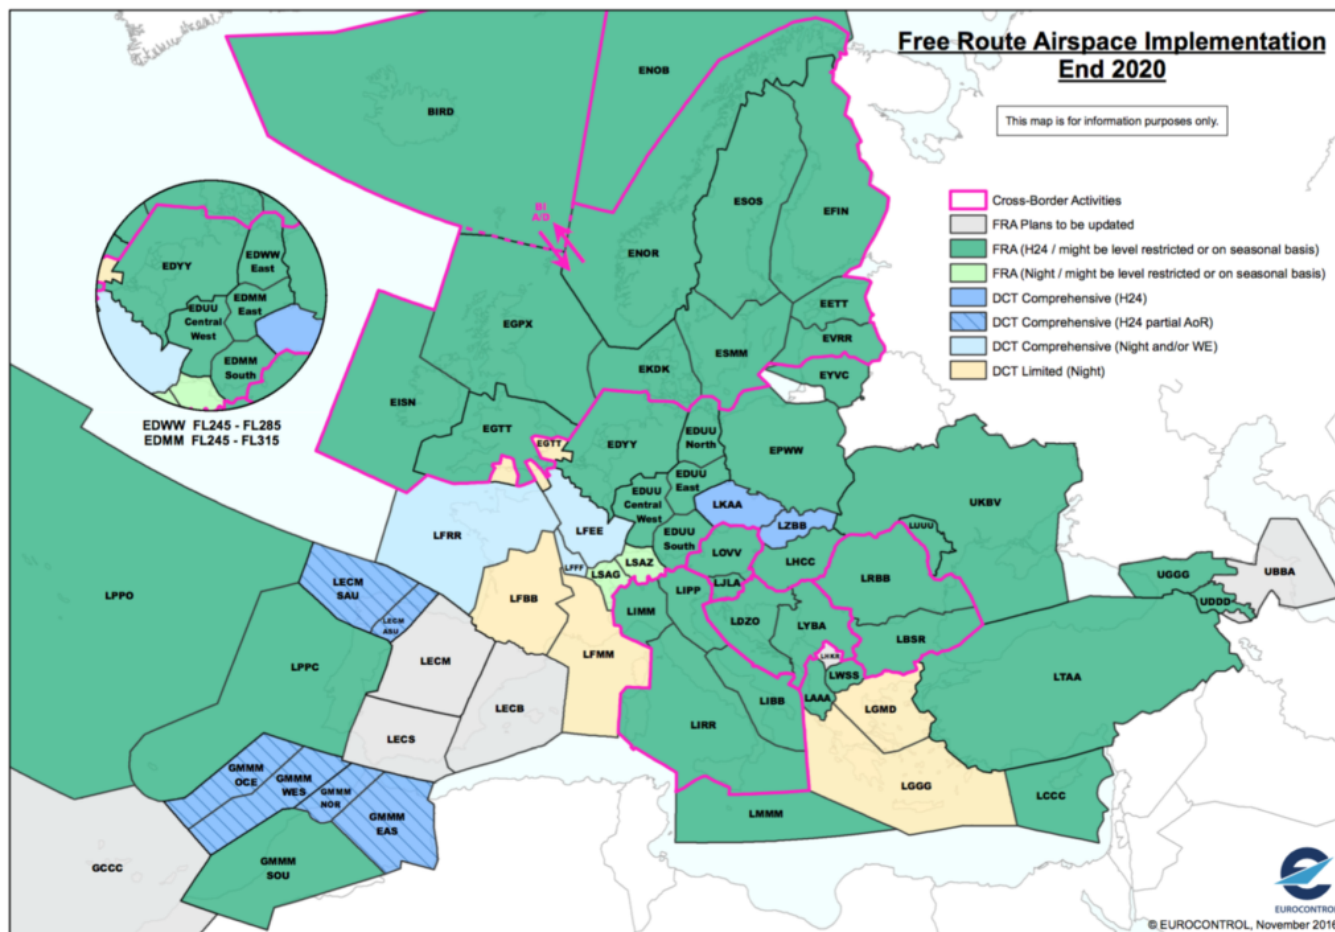 Free Route Airspace Implementation
End 2020
This map is for information purposes only.
Cross-Border Activities
FRA Plans to be updated
FRA (H24 / might be level restricted or on seasonal basis)
FRA (Night / might be level restricted or on seasonal basis)
DCT Comprehensive (H24)
DCT Comprehensive (H24 partial AoR)
DCT Comprehensive (Night and/or WE)
DCT Limited (Night)
BIRD
ENOB
BI
A/D
ESOS
EFIN
ENOR
EDYY
EDWW
East
EDMM
East
EDUU
Central
West
EDMM
South
EDWW FL245 - FL285
EDMM FL245 - FL315
EGPX
EETT
EVRR
ESMM
EKDK
EYVC
EISN
EGTT
EGTT
EDYY
EDUU
North
EPWW
EDUU
East
EDUU
Central
West
EDUU
South
LKAA
LZBB
UKBV
LUUU
LFRR
LFEE
LFFF
LSAG
LSAZ
LOVV
LHCC
LJLA
LRBB
UGGG
UBBA
UDDD
LPPO
LECM
SAU
LECM
ASU
LFBB
LIMM
LIPP
LDZO
LYBA
LBSR
LPPC
LECM
LFMM
LWSS
LAAA
LTAA
LECB
LIBB
LGMD
LIRR
LECS
GMMM
OCE
GMMM
WES
GMMM
NOR
GMMM
EAS
LGGG
LCCC
LMMM
GCCC
GMMM
SOU
EUROCONTROL
© EUROCONTROL, November 2016